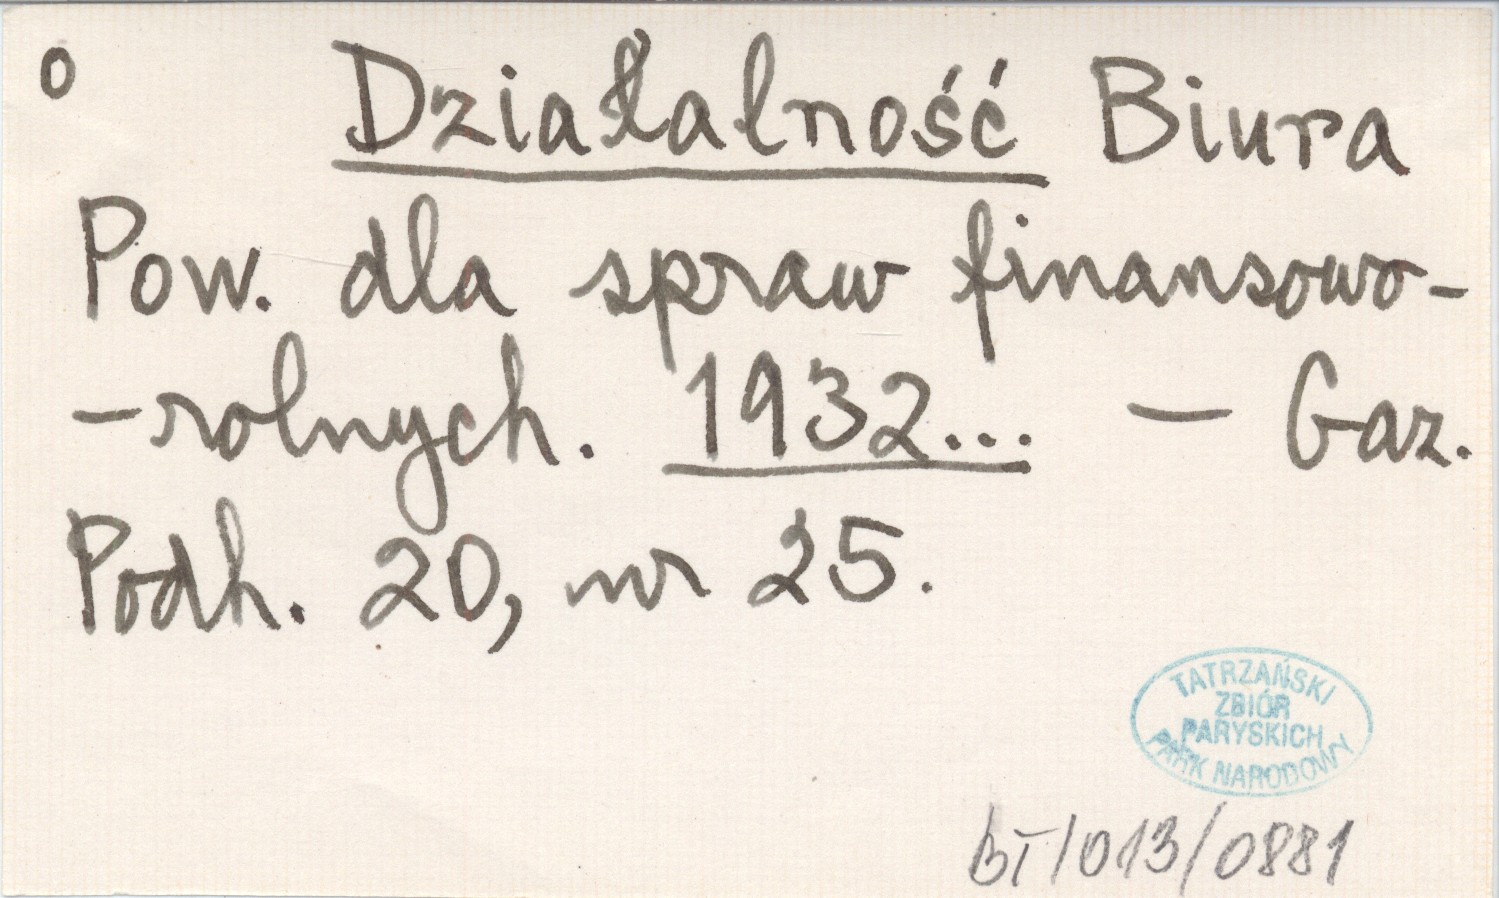 o Działalność Biura
Pow. dla spraw finansowo-
-rolnych. 1932... — Gaz.
Podh. 20, nr 25.
TATRZAŃSKI
ZBIÓR
PARYSKICH
PARK NARODOWY
bT/013/0881